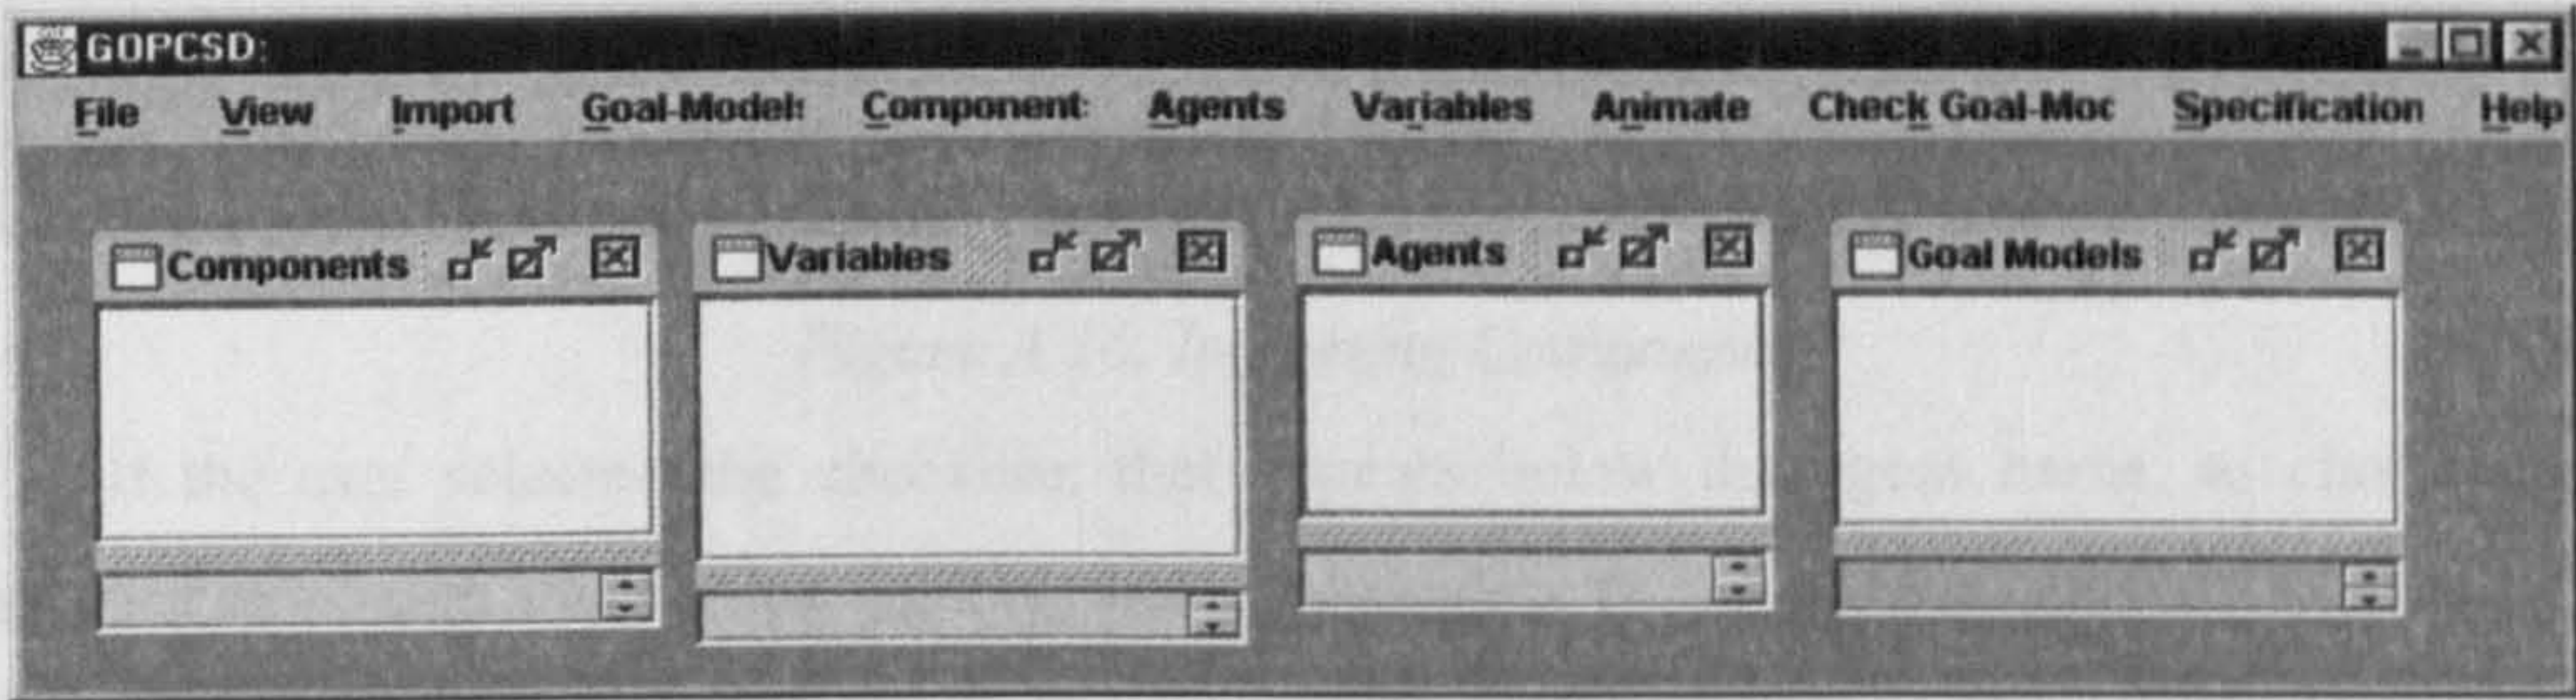 GOPCSD:
File View Import Goal-Models Component Agents Variables Animate Check Goal-Moc Specification Help
Components Variables Agents Goal Models